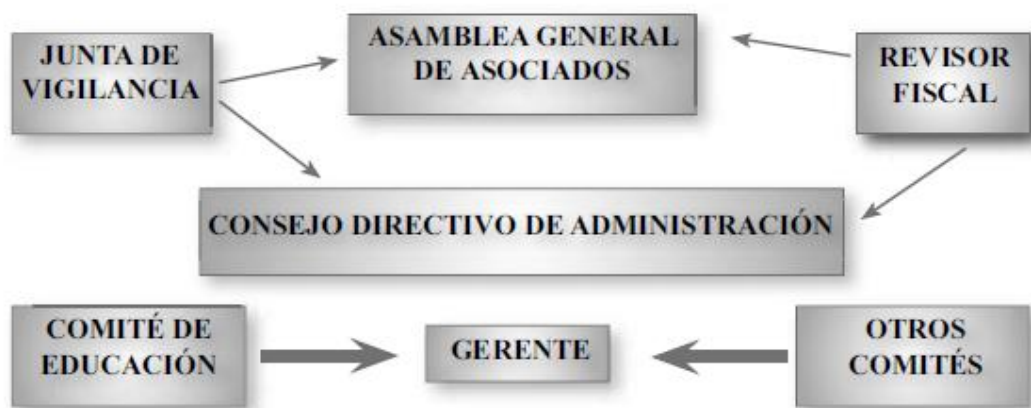 JUNTA DE
VIGILANCIA
ASAMBLEA GENERAL
DE ASOCIADOS
REVISOR
FISCAL
CONSEJO DIRECTIVO DE ADMINISTRACIÓN
COMITÉ DE
EDUCACIÓN
GERENTE
OTROS
COMITÉS